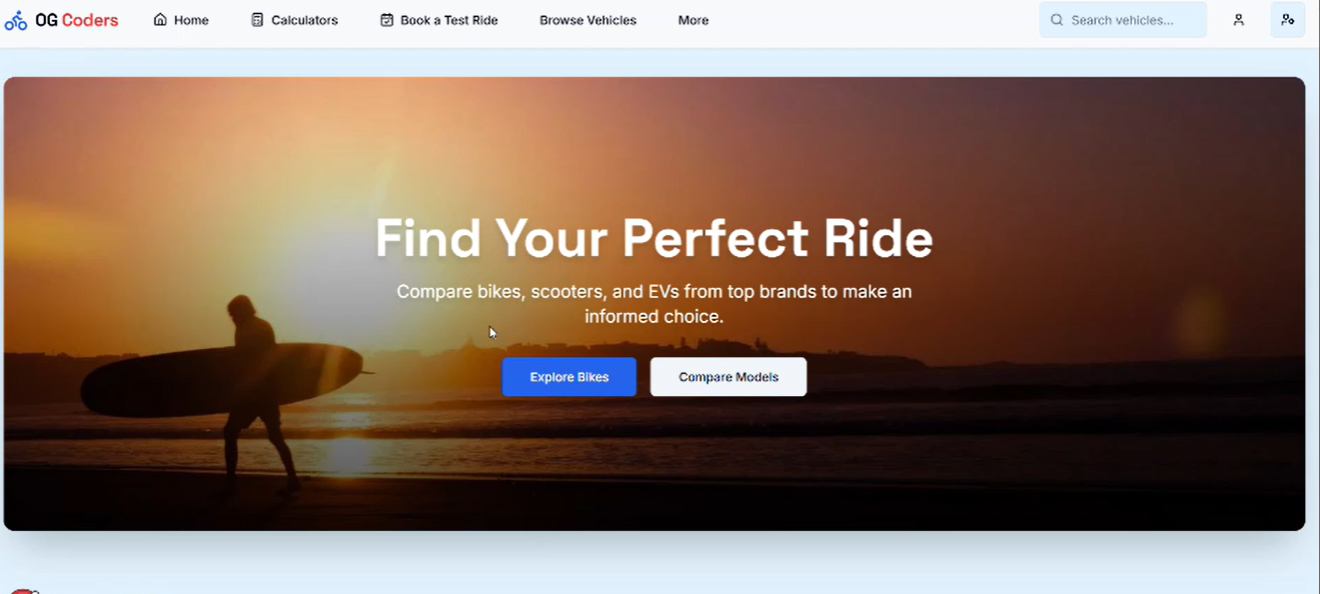 OG Coders Home Calculators Book a Test Ride Browse Vehicles More Search vehicles...
Find Your Perfect Ride
Compare bikes, scooters, and EVs from top brands to make an
informed choice.
Explore Bikes Compare Models